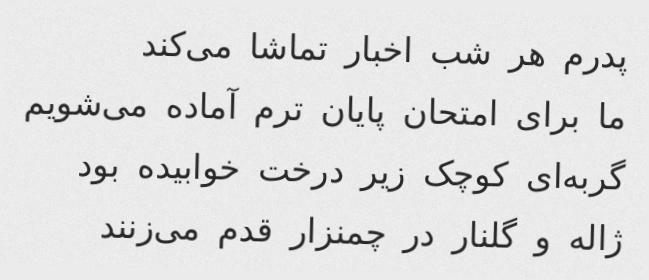 پدرم هر شب اخبار تماشا می‌کند
ما برای امتحان پایان ترم آماده می‌شویم
گربه‌ای کوچک زیر درخت خوابیده بود
ژاله و گلنار در چمنزار قدم می‌زنند